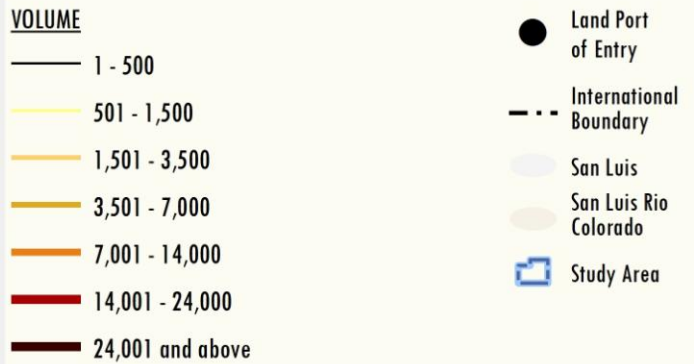 VOLUME
1 - 500
501 - 1,500
1,501 - 3,500
3,501 - 7,000
7,001 - 14,000
14,001 - 24,000
24,001 and above
Land Port
of Entry
International
Boundary
San Luis
San Luis Rio
Colorado
Study Area